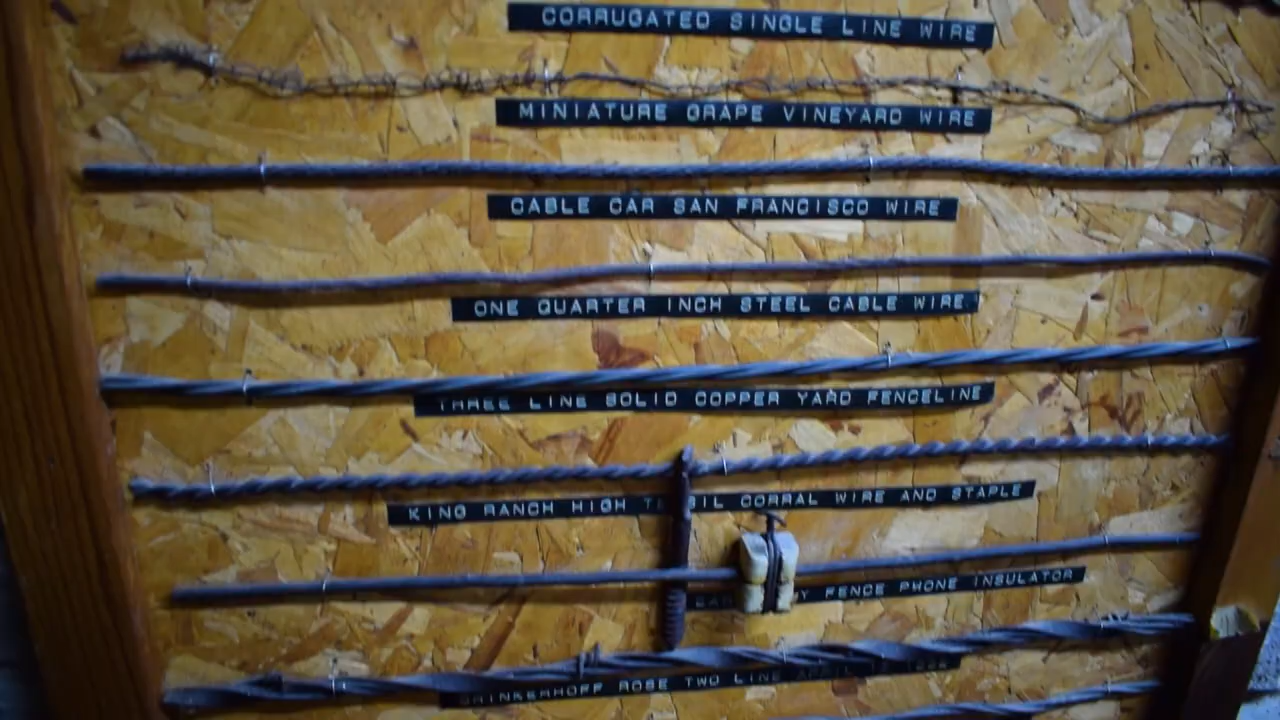 CORRUGATED SINGLE LINE WIRE
MINIATURE GRAPE VINEYARD WIRE
CABLE CAR SAN FRANCISCO WIRE
ONE QUARTER INCH STEEL CABLE WIRE
THREE LINE SOLID COPPER YARD FENCELINE
KING RANCH HIGH CORRAL WIRE AND STAPLE
FENCE PHONE INSULATOR
BRINKERHOFF ROSE TWO LINE